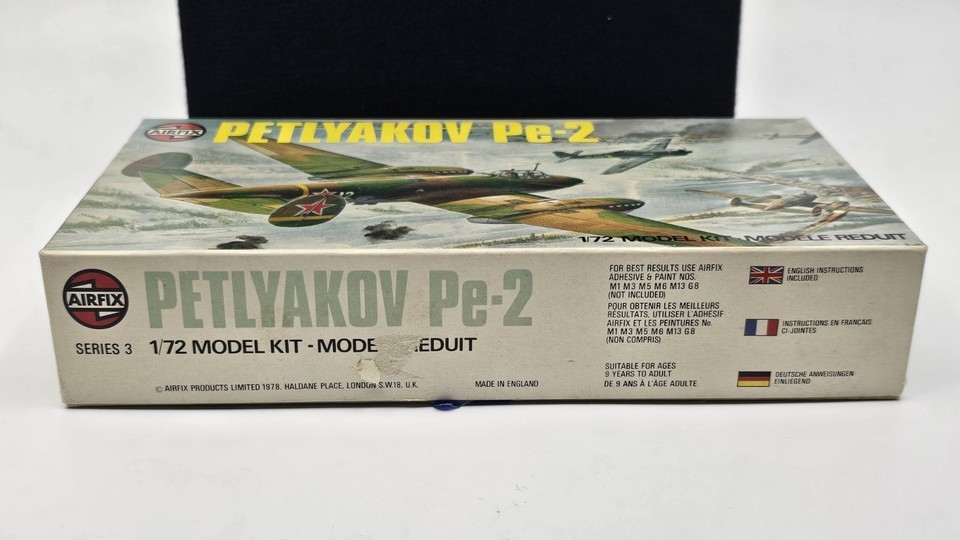 AIRFIX
PETLYAKOV Pe-2
12
1/72 MODEL KIT - MODELE REDUIT
AIRFIX
PETLYAKOV Pe-2
SERIES 3
1/72 MODEL KIT - MODE EDUIT
© AIRFIX PRODUCTS LIMITED 1978. HALDANE PLACE, LONDON S.W.18, U.K.
MADE IN ENGLAND
FOR BEST RESULTS USE AIRFIX
ADHESIVE & PAINT NOS.
M1 M3 M5 M6 M13 G8
(NOT INCLUDED)
POUR OBTENIR LES MEILLEURS
RÉSULTATS, UTILISER L'ADHÉSIF
AIRFIX ET LES PEINTURES No.
M1 M3 M5 M6 M13 G8
(NON COMPRIS)
SUITABLE FOR AGES
9 YEARS TO ADULT
DE 9 ANS À L'ÂGE ADULTE
ENGLISH INSTRUCTIONS
INCLUDED
INSTRUCTIONS EN FRANÇAIS
CI-JOINTES
DEUTSCHE ANWEISUNGEN
EINLIEGEND